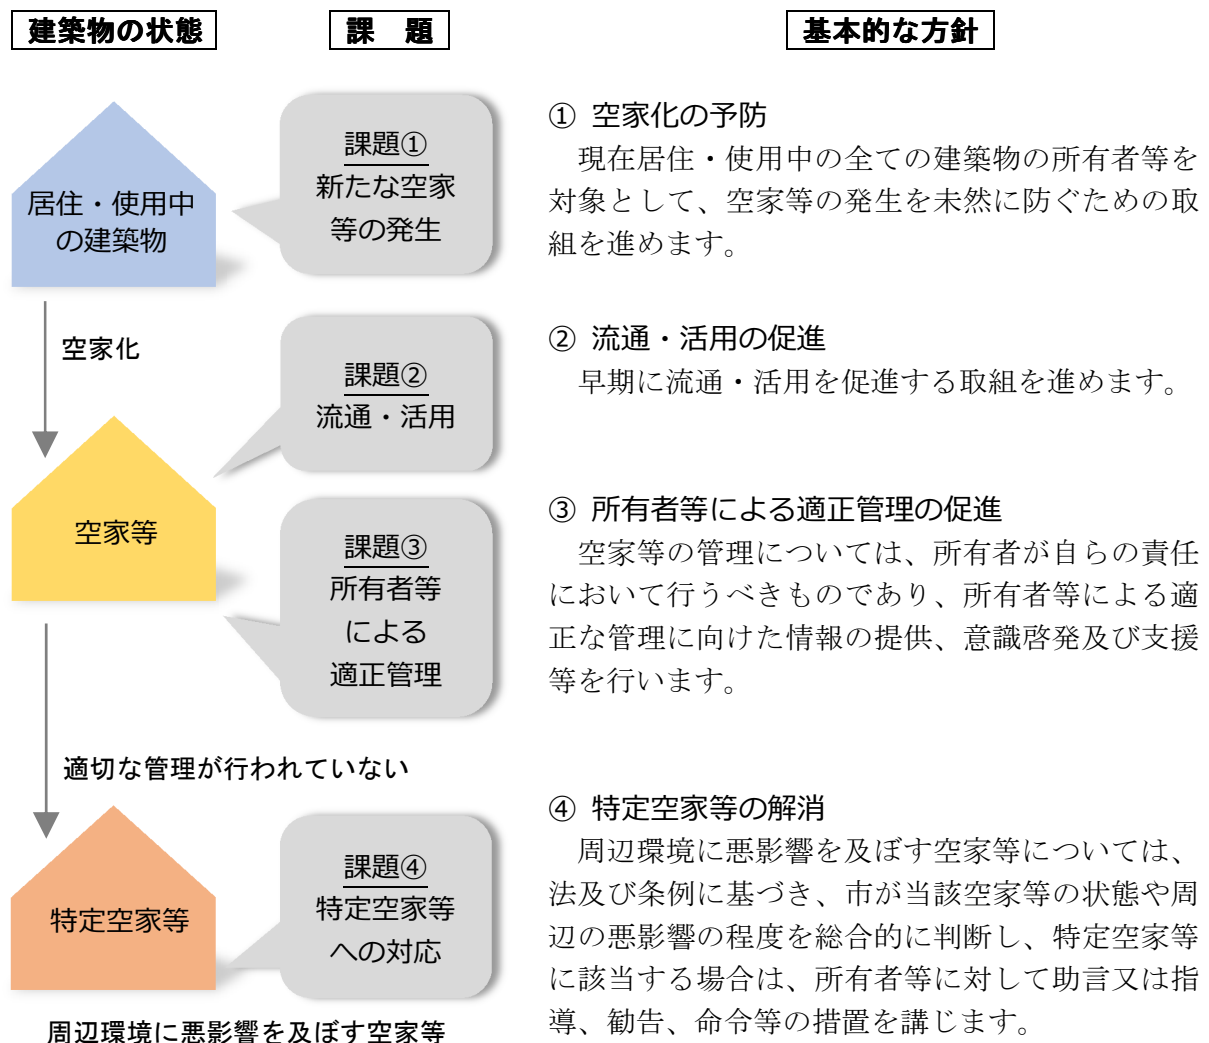 建築物の状態
課　題
基本的な方針
居住・使用中
の建築物
課題①
新たな空家
等の発生
① 空家化の予防
現在居住・使用中の全ての建築物の所有者等を
対象として、空家等の発生を未然に防ぐための取
組を進めます。
空家化
課題②
流通・活用
② 流通・活用の促進
早期に流通・活用を促進する取組を進めます。
空家等
課題③
所有者等
による
適正管理
③ 所有者等による適正管理の促進
空家等の管理については、所有者が自らの責任
において行うべきものであり、所有者等による適
正な管理に向けた情報の提供、意識啓発及び支援
等を行います。
適切な管理が行われていない
特定空家等
課題④
特定空家等
への対応
④ 特定空家等の解消
周辺環境に悪影響を及ぼす空家等については、
法及び条例に基づき、市が当該空家等の状態や周
辺の悪影響の程度を総合的に判断し、特定空家等
に該当する場合は、所有者等に対して助言又は指
導、勧告、命令等の措置を講じます。
周辺環境に悪影響を及ぼす空家等